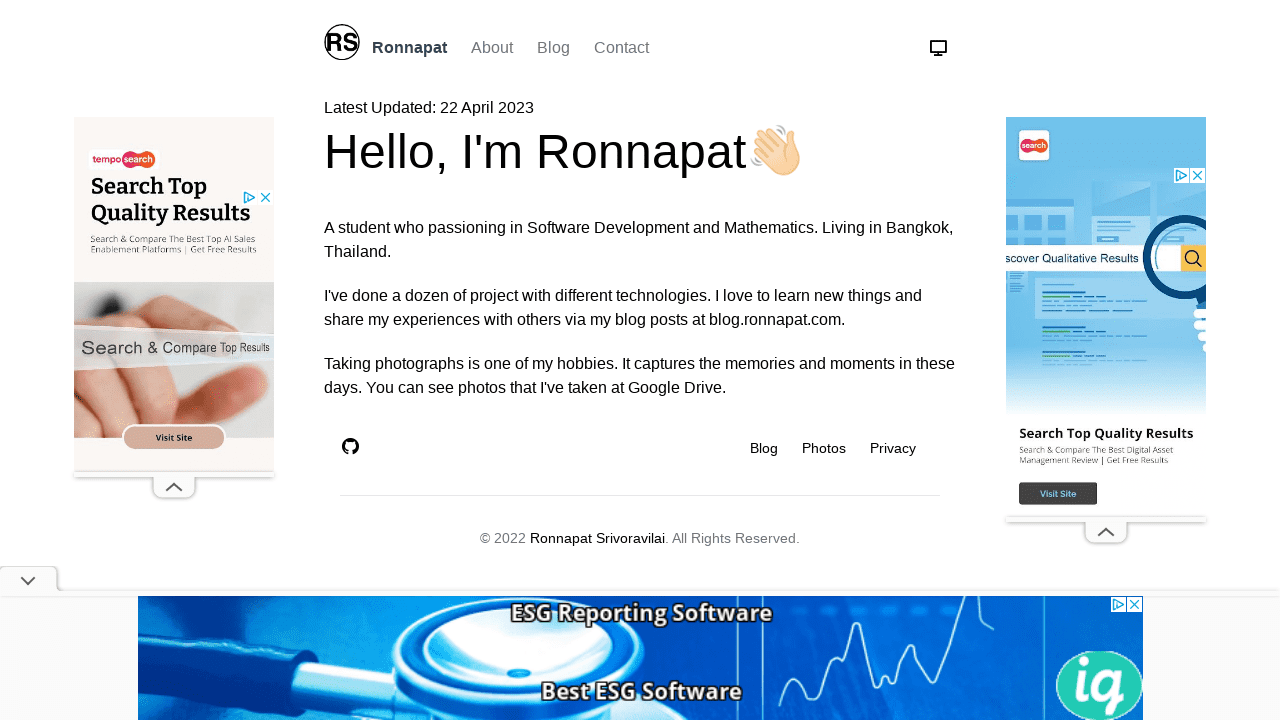 RS Ronnapat About Blog Contact
Latest Updated: 22 April 2023
Hello, I'm Ronnapat
A student who passioning in Software Development and Mathematics. Living in Bangkok,
Thailand.
I've done a dozen of project with different technologies. I love to learn new things and
share my experiences with others via my blog posts at blog.ronnapat.com.
Taking photographs is one of my hobbies. It captures the memories and moments in these
days. You can see photos that I've taken at Google Drive.
Blog Photos Privacy
© 2022 Ronnapat Srivoravilai. All Rights Reserved.
temposearch
Search Top
Quality Results
Search & Compare The Best Top AI Sales
Enablement Platforms | Get Free Results
Search & Compare Top Results
Visit Site
search
scover Qualitative Results
Search Top Quality Results
Search & Compare The Best Digital Asset
Management Review | Get Free Results
Visit Site
ESG Reporting Software
Best ESG Software
iq